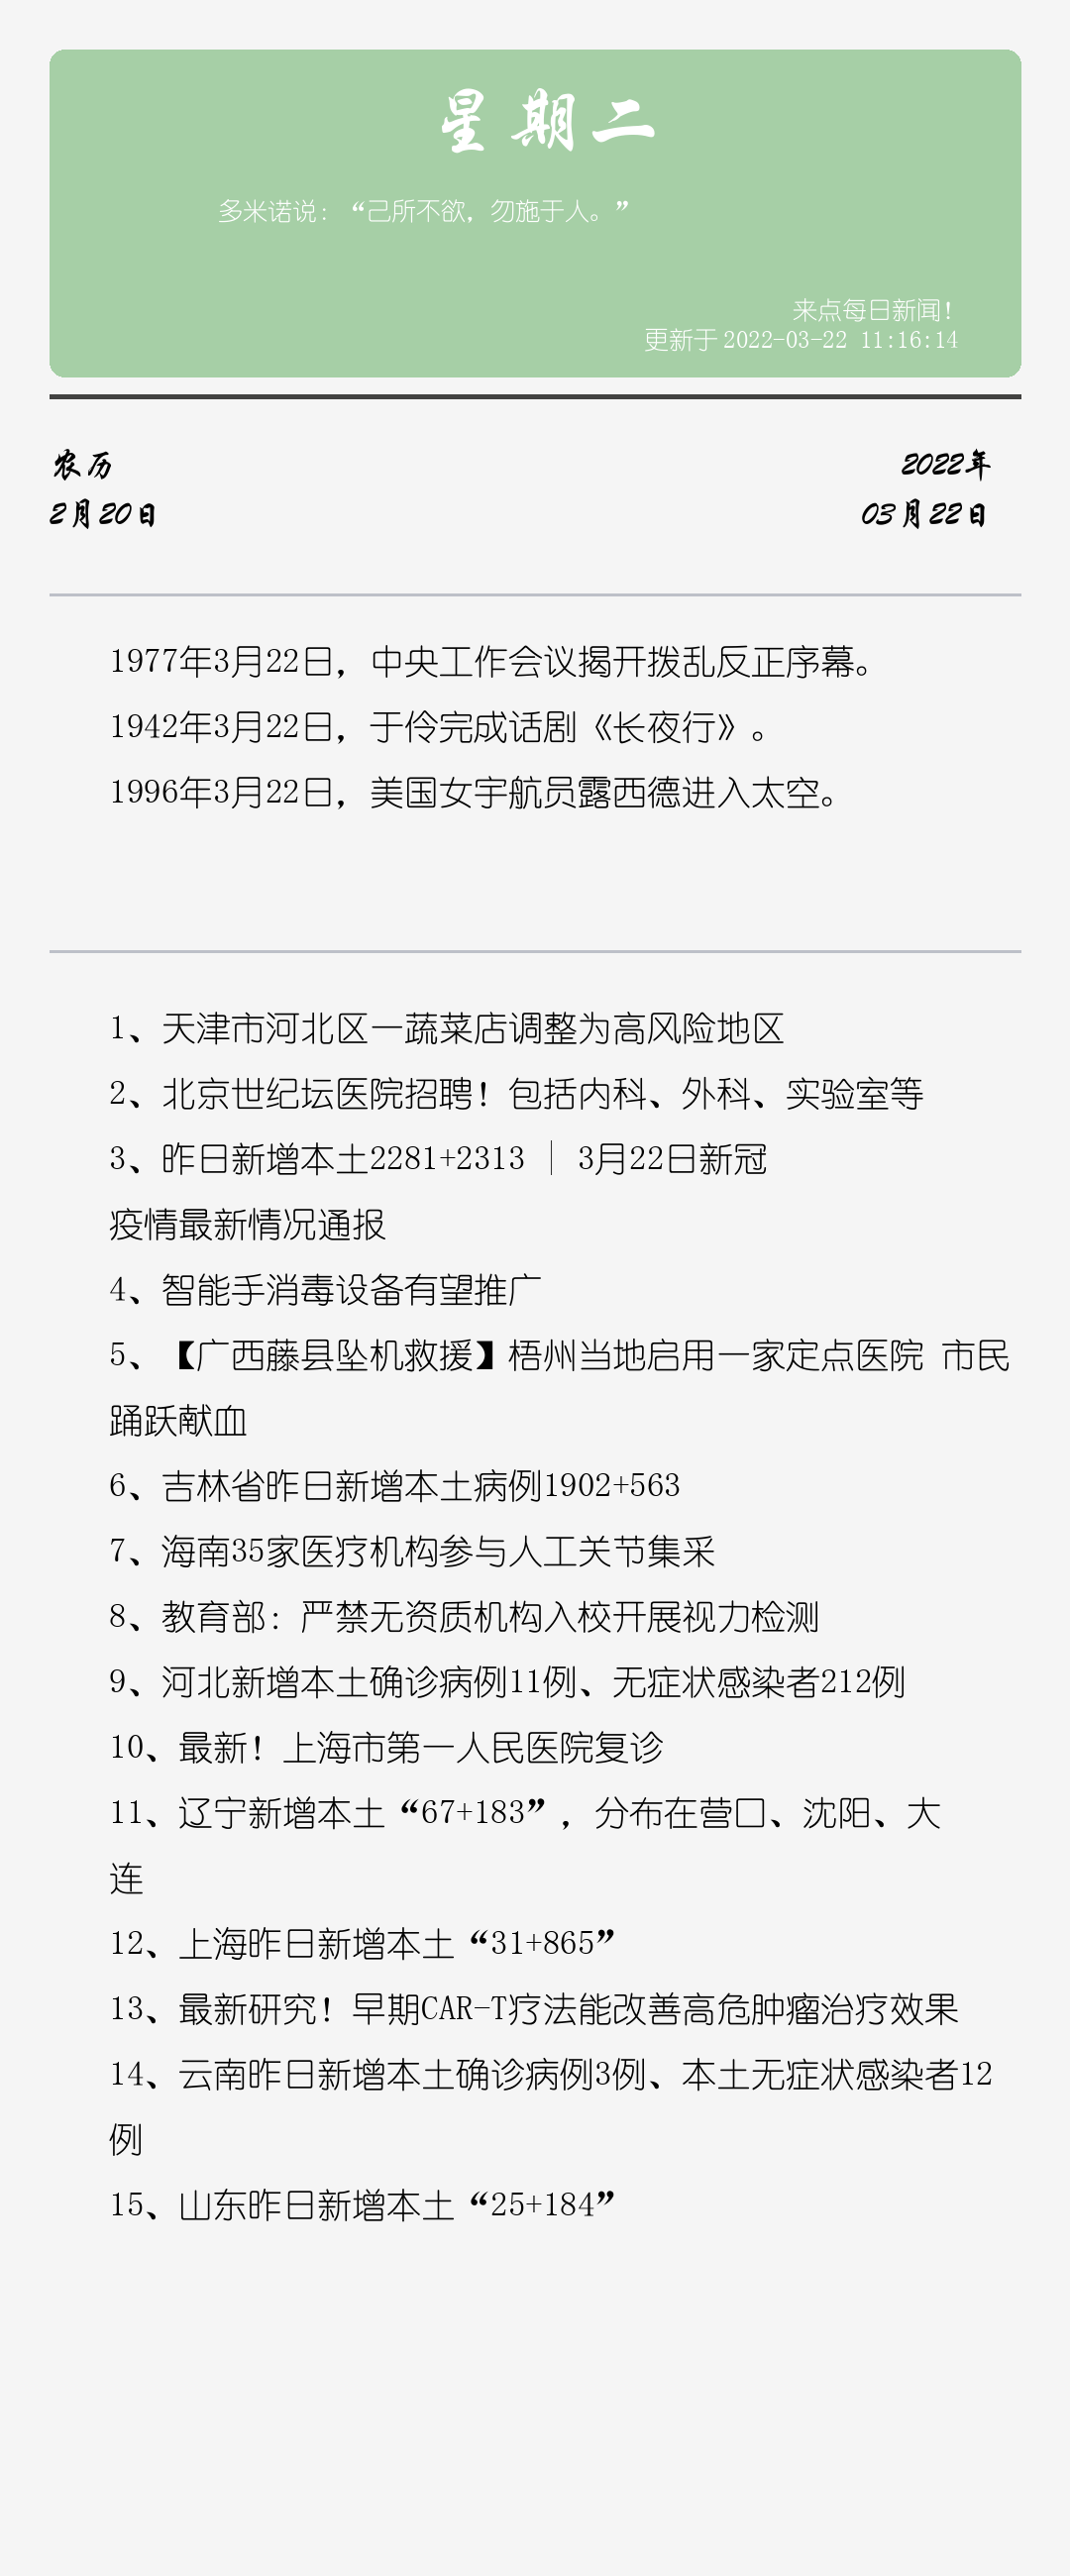 星期二
多米诺说：“己所不欲，勿施于人。”
来点每日新闻！
更新于 2022-03-22 11:16:14
农历
2022年
2月20日
03月22日
1977年3月22日，中央工作会议揭开拨乱反正序幕。
1942年3月22日，于伶完成话剧《长夜行》。
1996年3月22日，美国女宇航员露西德进入太空。
1、天津市河北区一蔬菜店调整为高风险地区
2、北京世纪坛医院招聘！包括内科、外科、实验室等
3、昨日新增本土2281+2313 ｜ 3月22日新冠
疫情最新情况通报
4、智能手消毒设备有望推广
5、【广西藤县坠机救援】梧州当地启用一家定点医院 市民
踊跃献血
6、吉林省昨日新增本土病例1902+563
7、海南35家医疗机构参与人工关节集采
8、教育部：严禁无资质机构入校开展视力检测
9、河北新增本土确诊病例11例、无症状感染者212例
10、最新！上海市第一人民医院复诊
11、辽宁新增本土“67+183”，分布在营口、沈阳、大
连
12、上海昨日新增本土“31+865”
13、最新研究！早期CAR-T疗法能改善高危肿瘤治疗效果
14、云南昨日新增本土确诊病例3例、本土无症状感染者12
例
15、山东昨日新增本土“25+184”